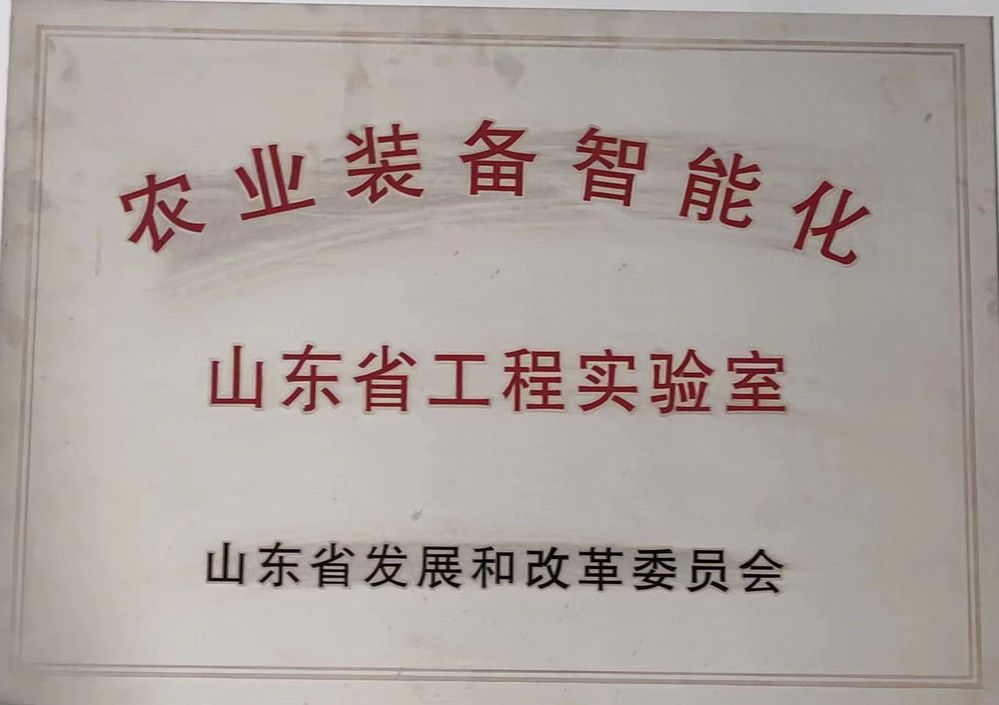 农业装备智能化
山东省工程实验室
山东省发展和改革委员会